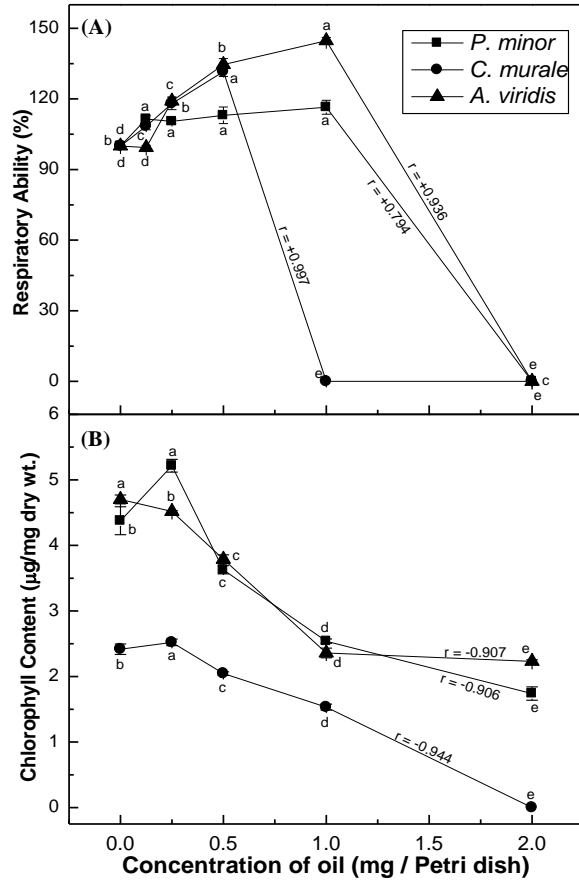 (A)
P. minor
C. murale
A. viridis
Respiratory Ability (%)
150
120
90
60
30
0
b
d
d
a
c
d
c
a
b
b
a
a
a
a
r = +0.997
r = +0.794
r = +0.936
e
e
c
e
(B)
Chlorophyll Content (µg/mg dry wt.)
6
5
4
3
2
1
0
a
b
b
a
b
a
c
c
c
d
d
d
r = -0.907
r = -0.906
r = -0.944
e
e
e
0.0 0.5 1.0 1.5 2.0
Concentration of oil (mg / Petri dish)